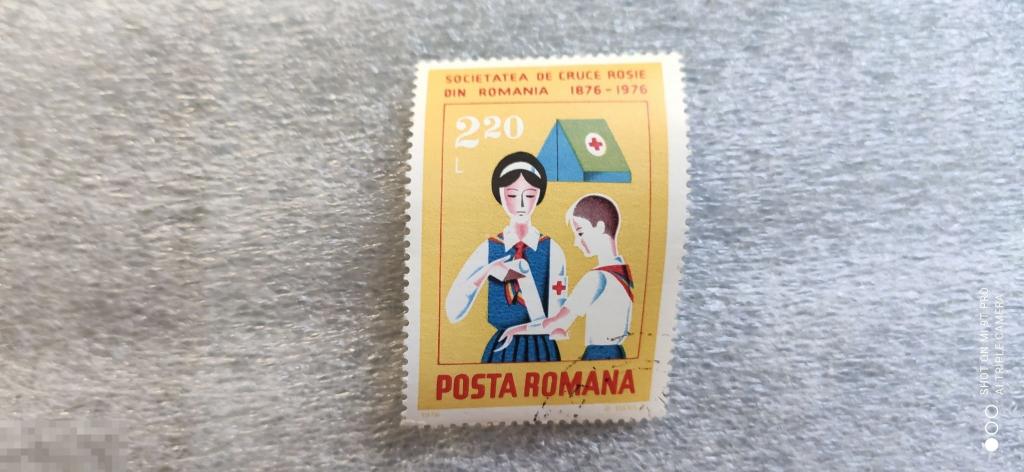 SOCIETATEA DE CRUCE ROSIE
DIN ROMANIA 1876-1976
2 20
L
POSTA ROMANA
1976
SHOT ON MI 9T PRO
AI TRIPLE CAMERA